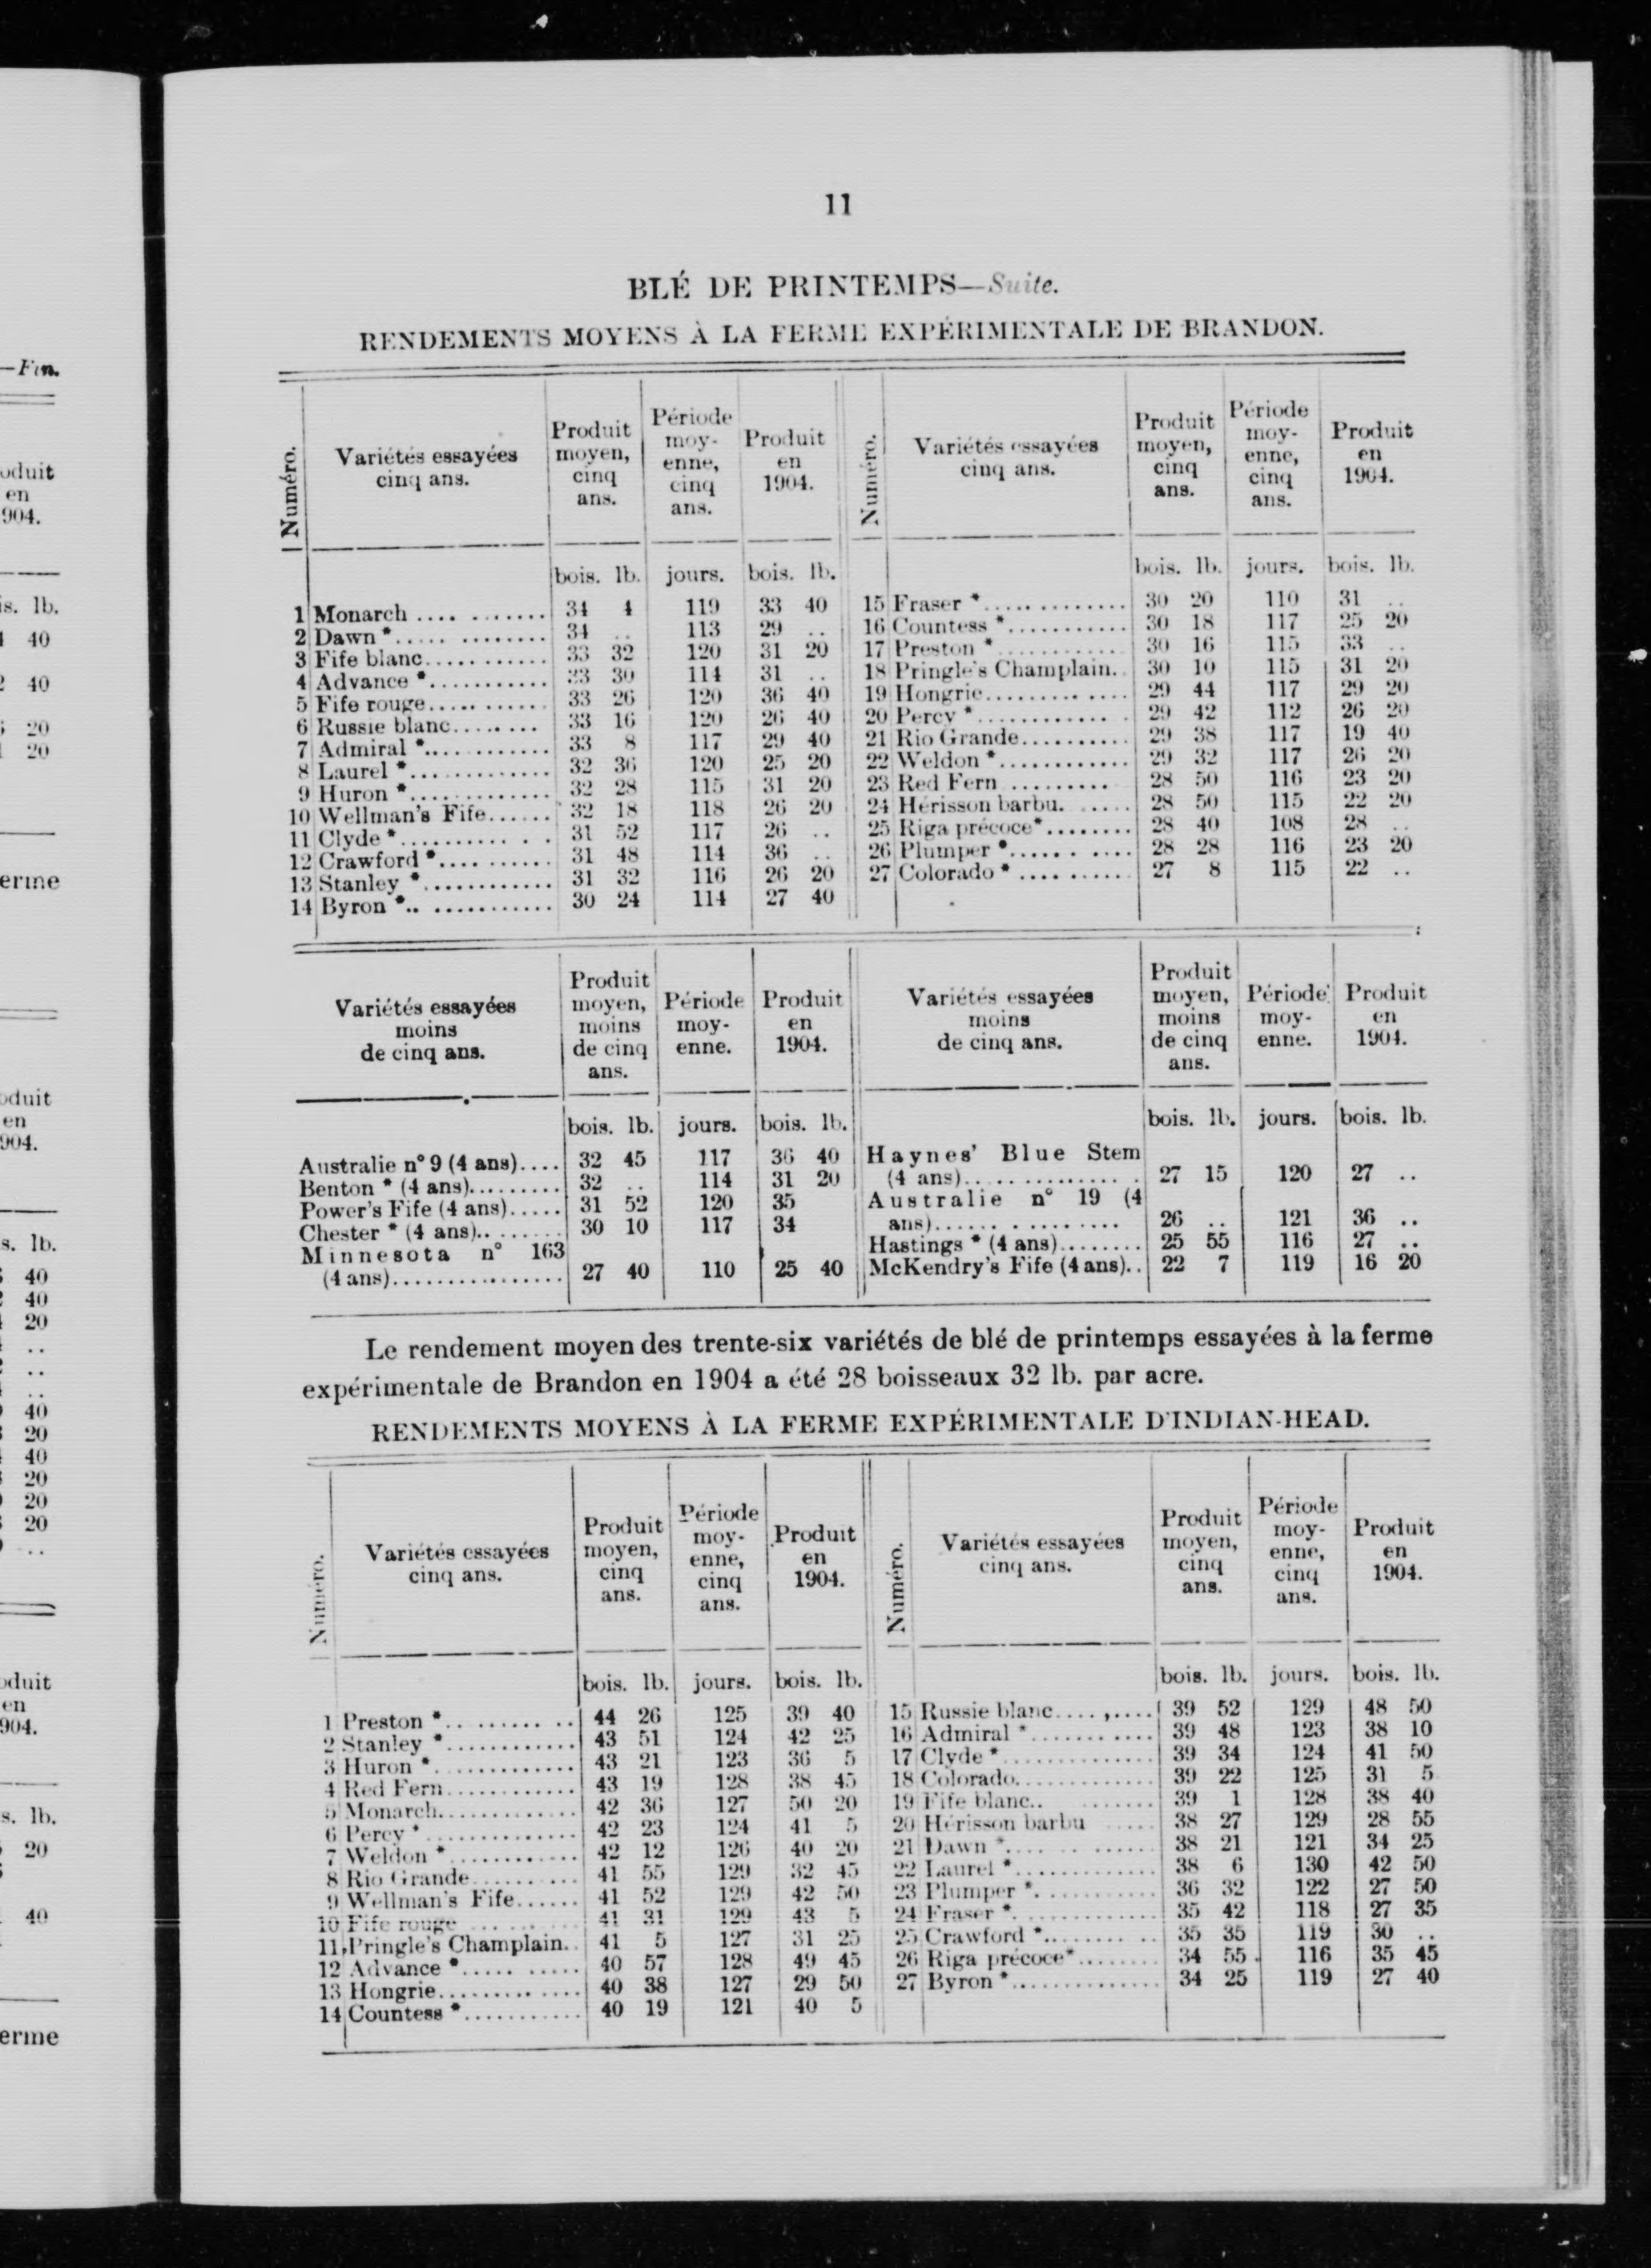 11
BLÉ DE PRINTEMPS—Suite.
RENDEMENTS MOYENS À LA FERME EXPÉRIMENTALE DE BRANDON.
Numéro. Variétés essayées cinq ans. Produit moyen, cinq ans. Période moy-enne, cinq ans. Produit en 1904. Numéro. Variétés essayées cinq ans. Produit moyen, cinq ans. Période moy-enne, cinq ans. Produit en 1904.
bois. lb. jours. bois. lb. bois. lb. jours. bois. lb.
1 Monarch .... ........ 34 4 119 33 40 15 Fraser *.............. 30 20 110 31 ..
2 Dawn *..... ......... 34 .. 113 29 .. 16 Countess *........... 30 18 117 25 20
3 Fife blanc............ 33 32 120 31 20 17 Preston *............ 30 16 115 33 ..
4 Advance *........... 33 30 114 31 .. 18 Pringle's Champlain.. 30 10 115 31 20
5 Fife rouge............ 33 26 120 36 40 19 Hongrie............. 29 44 117 29 20
6 Russie blanc........ 33 16 120 26 40 20 Percy *............. 29 42 112 26 20
7 Admiral *............ 33 8 117 29 40 21 Rio Grande.......... 29 38 117 19 40
8 Laurel *............. 32 36 120 25 20 22 Weldon *............ 29 32 117 26 20
9 Huron *............. 32 28 115 31 20 23 Red Fern .......... 28 50 116 23 20
10 Wellman's Fife...... 32 18 118 26 20 24 Hérisson barbu. ..... 28 50 115 22 20
11 Clyde *........... . . 31 52 117 26 .. 25 Riga précoce*........ 28 40 108 28 ..
12 Crawford *.......... 31 48 114 36 .. 26 Plumper *...... .... 28 28 116 23 20
13 Stanley *............ 31 32 116 26 20 27 Colorado * .......... 27 8 115 22 ..
14 Byron *.. ........... 30 24 114 27 40
Variétés essayées moins de cinq ans. Produit moyen, moins de cinq ans. Période moy-enne. Produit en 1904. Variétés essayées moins de cinq ans. Produit moyen, moins de cinq ans. Période moy-enne. Produit en 1904.
bois. lb. jours. bois. lb. bois. lb. jours. bois. lb.
Australie n° 9 (4 ans).... 32 45 117 36 40 Haynes' Blue Stem
Benton * (4 ans)......... 32 .. 114 31 20 (4 ans)................ 27 15 120 27 ..
Power's Fife (4 ans)..... 31 52 120 35 Australie n° 19 (4
Chester * (4 ans)......... 30 10 117 34 ans)...... ......... 26 .. 121 36 ..
Minnesota n° 163 Hastings * (4 ans)........ 25 55 116 27 ..
(4 ans)................ 27 40 110 25 40 McKendry's Fife (4 ans).. 22 7 119 16 20
Le rendement moyen des trente-six variétés de blé de printemps essayées à la ferme
expérimentale de Brandon en 1904 a été 28 boisseaux 32 lb. par acre.
RENDEMENTS MOYENS À LA FERME EXPÉRIMENTALE D'INDIAN-HEAD.
Numéro. Variétés essayées cinq ans. Produit moyen, cinq ans. Période moy-enne, cinq ans. Produit en 1904. Numéro. Variétés essayées cinq ans. Produit moyen, cinq ans. Période moy-enne, cinq ans. Produit en 1904.
bois. lb. jours. bois. lb. bois. lb. jours. bois. lb.
1 Preston *........... 44 26 125 39 40 15 Russie blanc....,.... 39 52 129 48 50
2 Stanley *............ 43 51 124 42 25 16 Admiral *........... 39 48 123 38 10
3 Huron *............. 43 21 123 36 5 17 Clyde *.............. 39 34 124 41 50
4 Red Fern............ 43 19 128 38 45 18 Colorado............. 39 22 125 31 5
5 Monarch............. 42 36 127 50 20 19 Fife blanc.. ........ 39 1 128 38 40
6 Percy *.............. 42 23 124 41 5 20 Hérisson barbu ..... 38 27 129 28 55
7 Weldon *............ 42 12 126 40 20 21 Dawn *.............. 38 21 121 34 25
8 Rio Grande.......... 41 55 129 32 45 22 Laurel *............. 38 6 130 42 50
9 Wellman's Fife...... 41 52 129 42 50 23 Plumper *........... 36 32 122 27 50
10 Fife rouge .......... 41 31 129 43 5 24 Fraser *............. 35 42 118 27 35
11 Pringle's Champlain.. 41 5 127 31 25 25 Crawford *.......... 35 35 119 30 ..
12 Advance *........... 40 57 128 49 45 26 Riga précoce*........ 34 55 116 35 45
13 Hongrie............. 40 38 127 29 50 27 Byron *.............. 34 25 119 27 40
14 Countess *........... 40 19 121 40 5